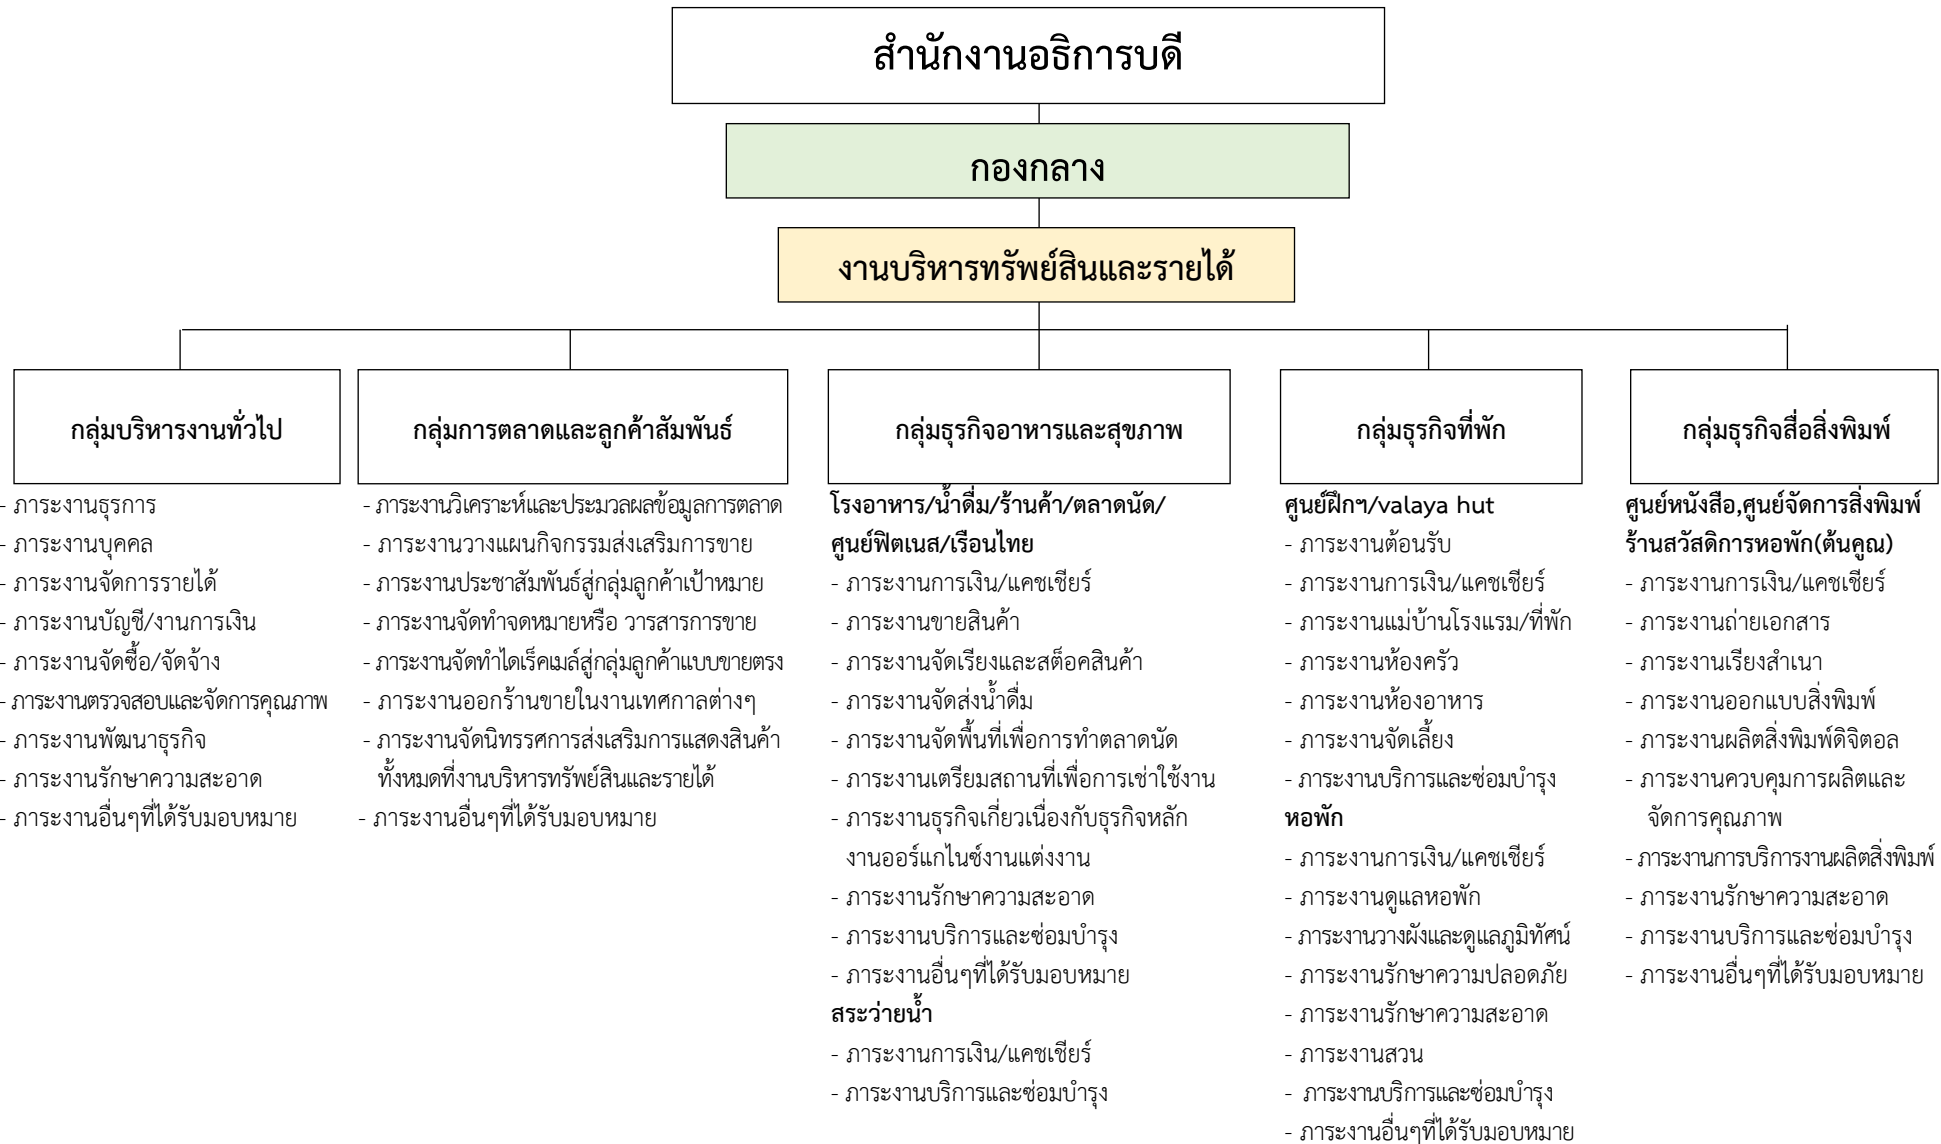 สำนักงานอธิการบดี
กองกลาง
งานบริหารทรัพย์สินและรายได้
กลุ่มบริหารงานทั่วไป
- ภาระงานธุรการ
- ภาระงานบุคคล
- ภาระงานจัดการรายได้
- ภาระงานบัญชี/งานการเงิน
- ภาระงานจัดซื้อ/จัดจ้าง
- ภาระงานตรวจสอบและจัดการคุณภาพ
- ภาระงานพัฒนาธุรกิจ
- ภาระงานรักษาความสะอาด
- ภาระงานอื่นๆที่ได้รับมอบหมาย
กลุ่มการตลาดและลูกค้าสัมพันธ์
- ภาระงานวิเคราะห์และประมวลผลข้อมูลการตลาด
- ภาระงานวางแผนกิจกรรมส่งเสริมการขาย
- ภาระงานประชาสัมพันธ์สู่กลุ่มลูกค้าเป้าหมาย
- ภาระงานจัดทำจดหมายหรือ วารสารการขาย
- ภาระงานจัดทำไดเร็คเมล์สู่กลุ่มลูกค้าแบบขายตรง
- ภาระงานออกร้านขายในงานเทศกาลต่างๆ
- ภาระงานจัดนิทรรศการส่งเสริมการแสดงสินค้า
ทั้งหมดที่งานบริหารทรัพย์สินและรายได้
- ภาระงานอื่นๆที่ได้รับมอบหมาย
กลุ่มธุรกิจอาหารและสุขภาพ
โรงอาหาร/น้ำดื่ม/ร้านค้า/ตลาดนัด/
ศูนย์ฟิตเนส/เรือนไทย
- ภาระงานการเงิน/แคชเชียร์
- ภาระงานขายสินค้า
- ภาระงานจัดเรียงและสต็อคสินค้า
- ภาระงานจัดส่งน้ำดื่ม
- ภาระงานจัดพื้นที่เพื่อการทำตลาดนัด
- ภาระงานเตรียมสถานที่เพื่อการเช่าใช้งาน
- ภาระงานธุรกิจเกี่ยวเนื่องกับธุรกิจหลัก
งานออร์แกไนซ์งานแต่งงาน
- ภาระงานรักษาความสะอาด
- ภาระงานบริการและซ่อมบำรุง
- ภาระงานอื่นๆที่ได้รับมอบหมาย
สระว่ายน้ำ
- ภาระงานการเงิน/แคชเชียร์
- ภาระงานบริการและซ่อมบำรุง
กลุ่มธุรกิจที่พัก
ศูนย์ฝึกฯ/valaya hut
- ภาระงานต้อนรับ
- ภาระงานการเงิน/แคชเชียร์
- ภาระงานแม่บ้านโรงแรม/ที่พัก
- ภาระงานห้องครัว
- ภาระงานห้องอาหาร
- ภาระงานจัดเลี้ยง
- ภาระงานบริการและซ่อมบำรุง
หอพัก
- ภาระงานการเงิน/แคชเชียร์
- ภาระงานดูแลหอพัก
- ภาระงานวางผังและดูแลภูมิทัศน์
- ภาระงานรักษาความปลอดภัย
- ภาระงานรักษาความสะอาด
- ภาระงานสวน
- ภาระงานบริการและซ่อมบำรุง
- ภาระงานอื่นๆที่ได้รับมอบหมาย
กลุ่มธุรกิจสื่อสิ่งพิมพ์
ศูนย์หนังสือ,ศูนย์จัดการสิ่งพิมพ์
ร้านสวัสดิการหอพัก(ต้นคูณ)
- ภาระงานการเงิน/แคชเชียร์
- ภาระงานถ่ายเอกสาร
- ภาระงานเรียงสำเนา
- ภาระงานออกแบบสิ่งพิมพ์
- ภาระงานผลิตสิ่งพิมพ์ดิจิตอล
- ภาระงานควบคุมการผลิตและ
จัดการคุณภาพ
- ภาระงานการบริการงานผลิตสิ่งพิมพ์
- ภาระงานรักษาความสะอาด
- ภาระงานบริการและซ่อมบำรุง
- ภาระงานอื่นๆที่ได้รับมอบหมาย